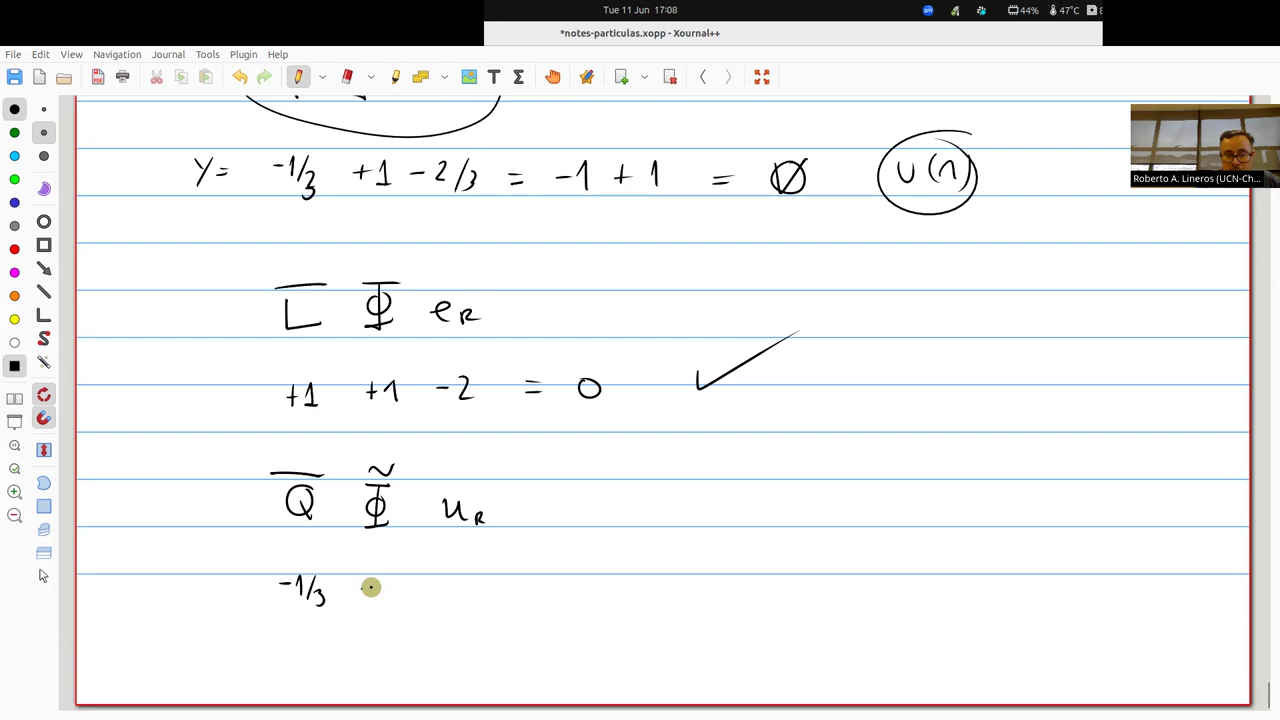 Tue 11 Jun 17:08
44% 47°C
*notes-particulas.xopp - Xournal++
File Edit View Navigation Journal Tools Plugin Help
Y= -1/3 +1 -2/3 = -1 + 1 = 0 U(1)
L̅ Φ e_R
+1 +1 -2 = 0 ✓
Q̅ Φ̃ u_R
-1/3
Roberto A. Lineros (UCN-Ch...